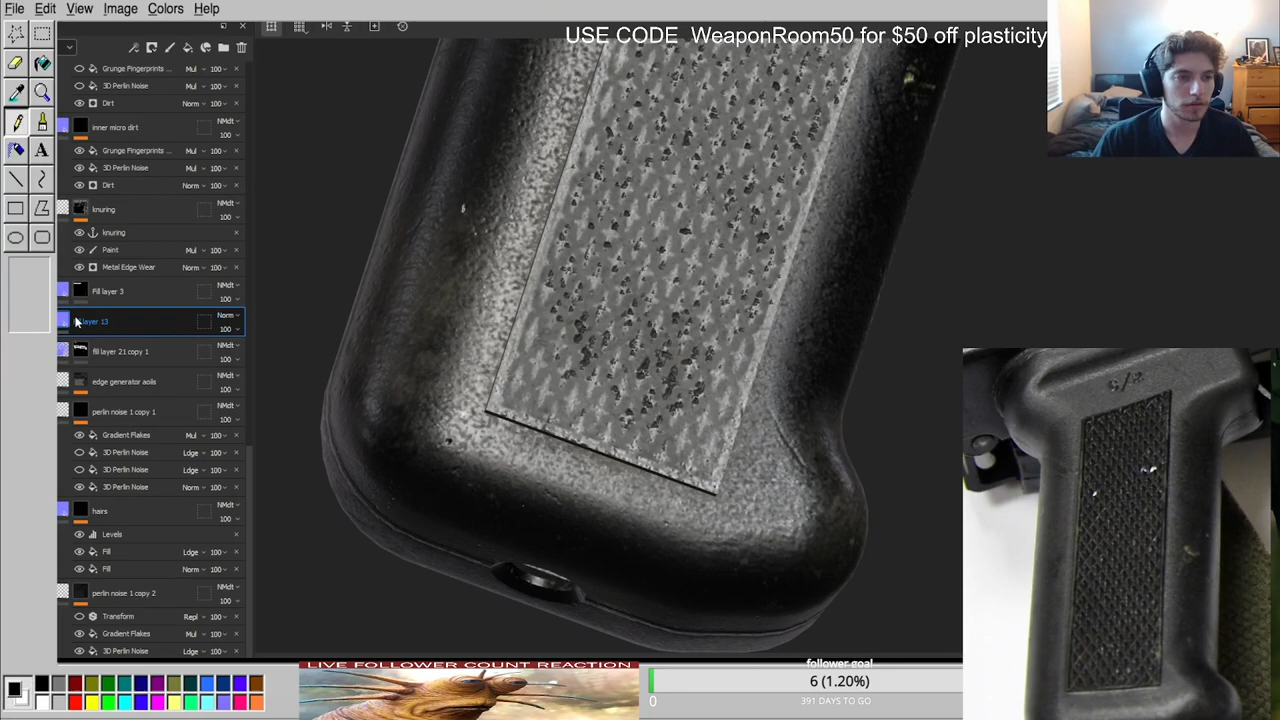 File Edit View Image Colors Help
USE CODE WeaponRoom50 for $50 off plasticity
Grunge Fingerprints ... Mul 100
3D Perlin Noise Mul 100
Dirt Norm 100
inner micro dirt NMdt 100
Grunge Fingerprints ... Mul 100
3D Perlin Noise Mul 100
Dirt Norm 100
knuring NMdt 100
knuring
Paint Mul 100
Metal Edge Wear Norm 100
Fill layer 3 NMdt 100
layer 13 Norm 100
fill layer 21 copy 1 NMdt 100
edge generator aoils NMdt 100
perlin noise 1 copy 1 NMdt 100
Gradient Flakes Mul 100
3D Perlin Noise Ldge 100
3D Perlin Noise Ldge 100
3D Perlin Noise Norm 100
hairs NMdt 100
Levels
Fill Ldge 100
Fill Norm 100
perlin noise 1 copy 2 NMdt 100
Transform Repl 100
Gradient Flakes Mul 100
3D Perlin Noise Ldge 100
LIVE FOLLOWER COUNT REACTION
follower goal
6 (1.20%)
0
391 DAYS TO GO